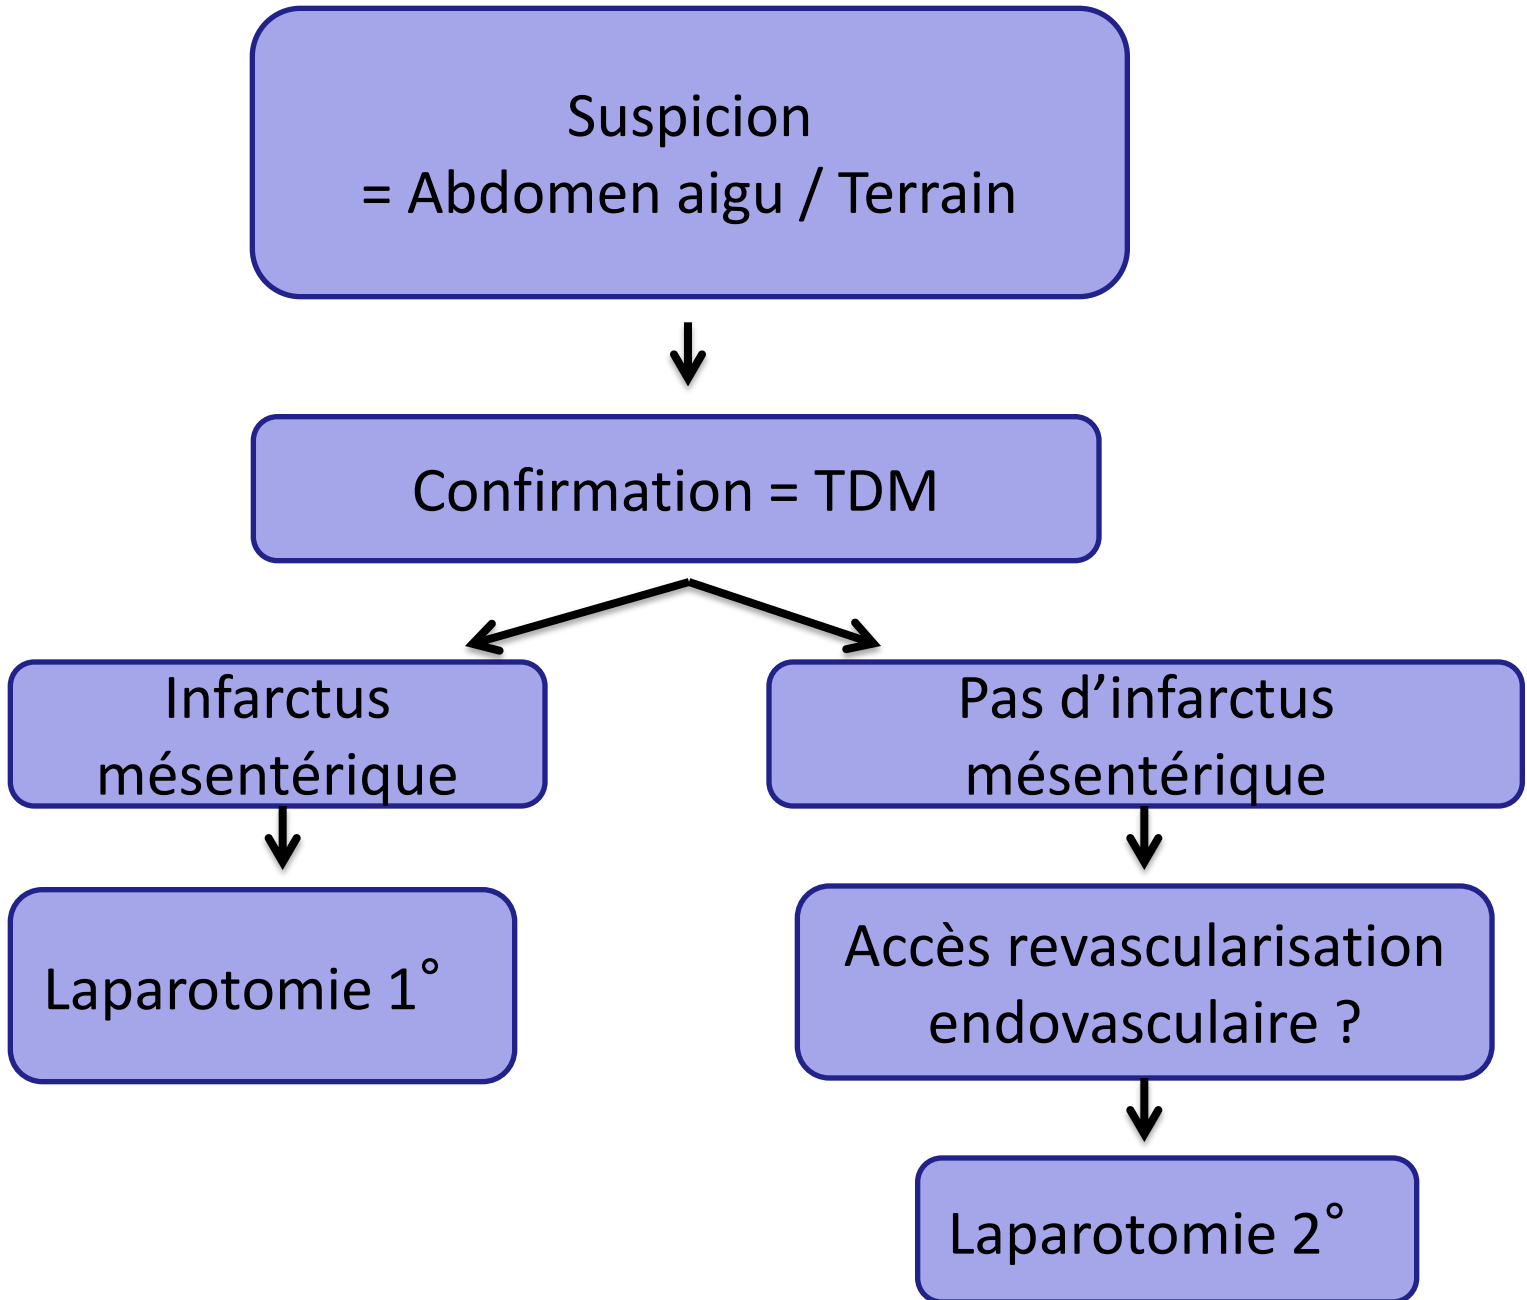 Suspicion
= Abdomen aigu / Terrain
Confirmation = TDM
Infarctus
mésentérique
Pas d’infarctus
mésentérique
Laparotomie 1°
Accès revascularisation
endovasculaire ?
Laparotomie 2°